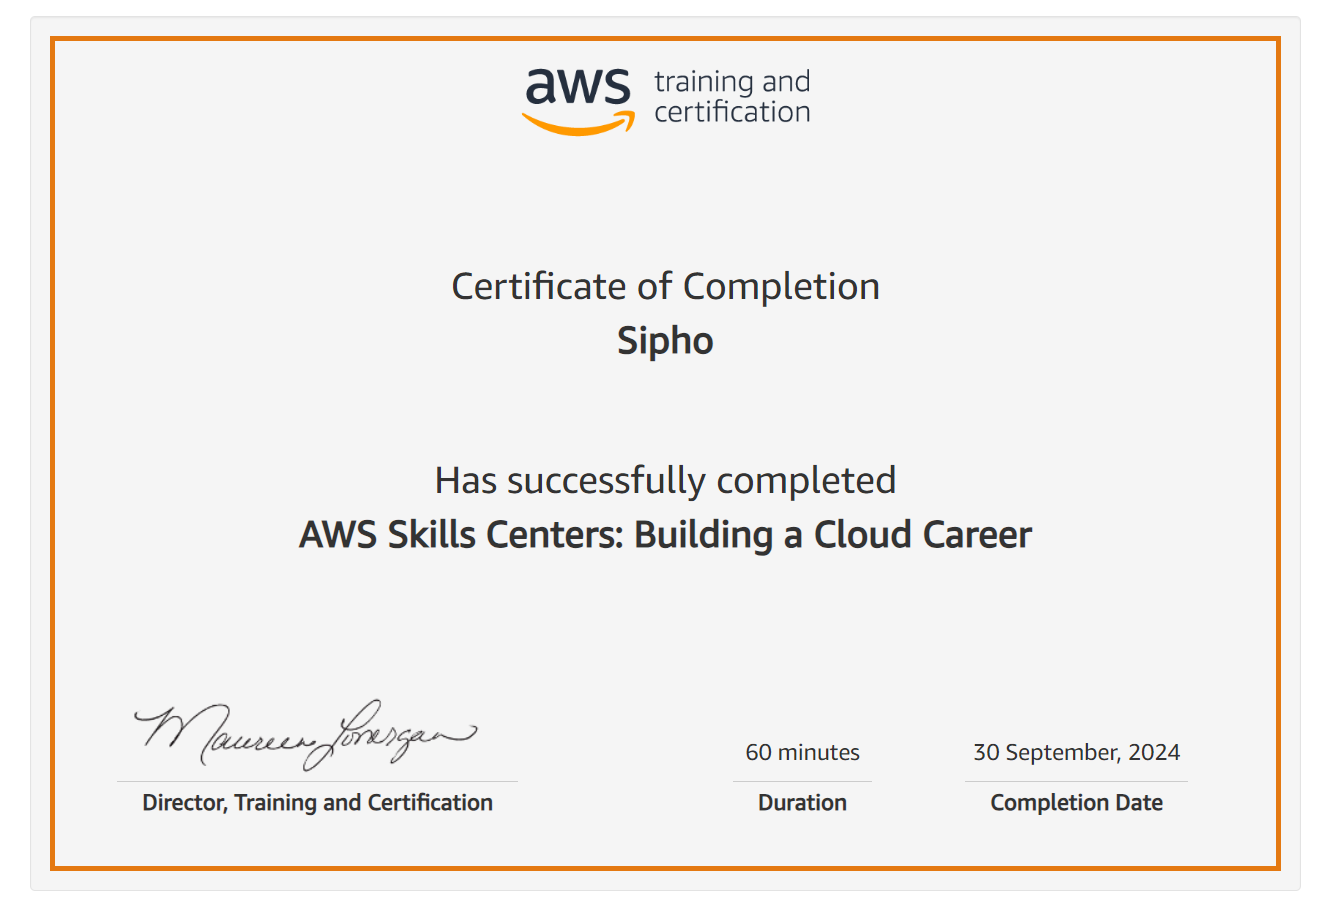 aws training and
certification
Certificate of Completion
Sipho
Has successfully completed
AWS Skills Centers: Building a Cloud Career
Maureen Lonergan
Director, Training and Certification
60 minutes
Duration
30 September, 2024
Completion Date